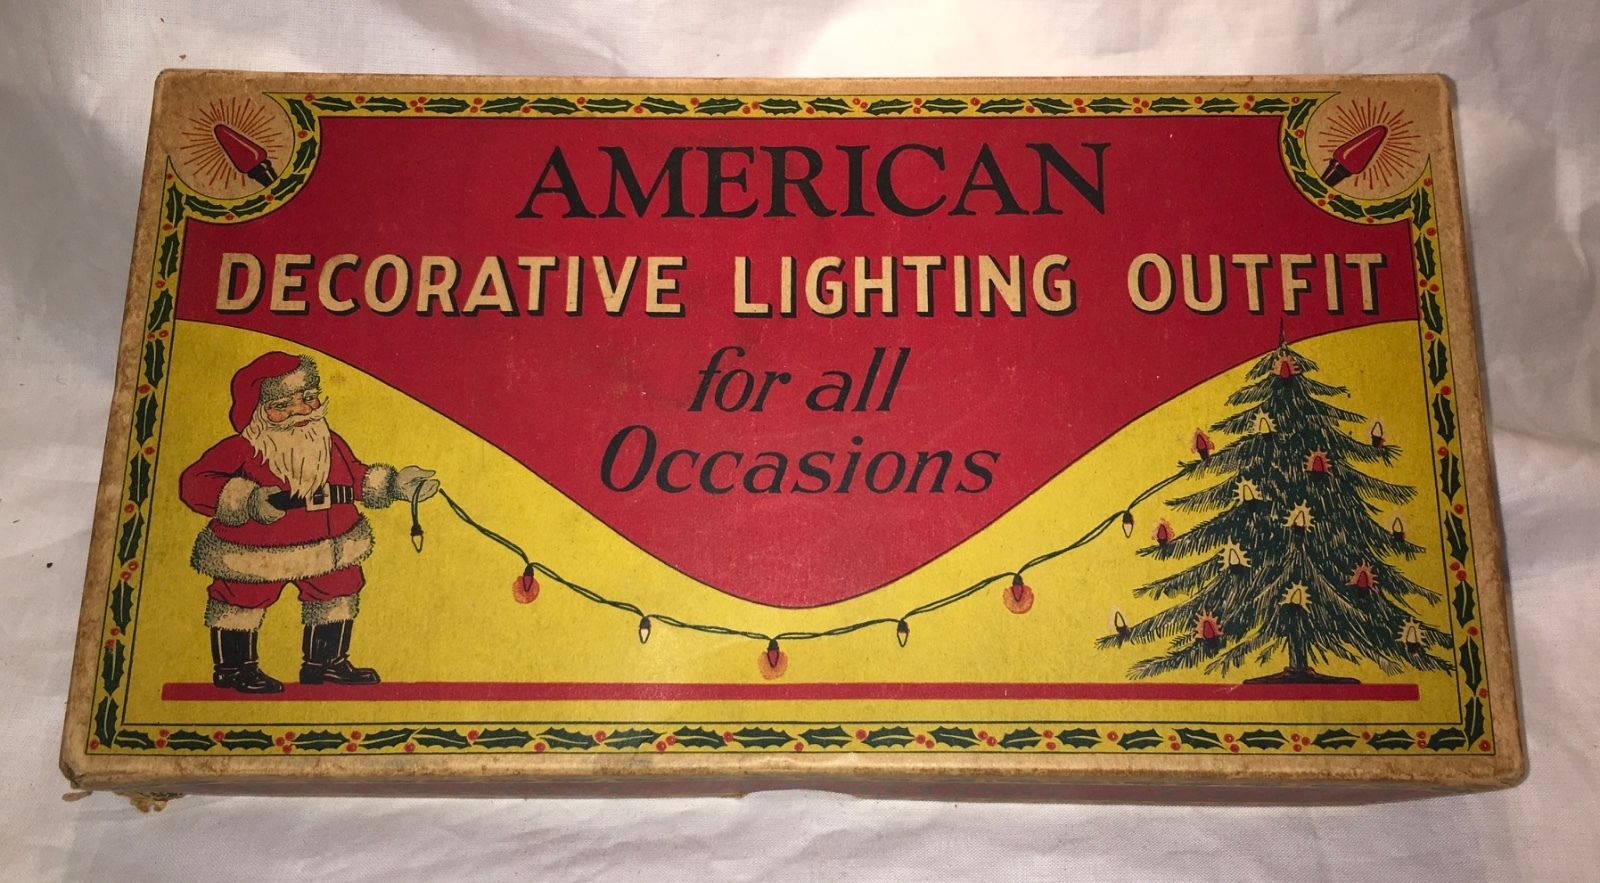 AMERICAN
DECORATIVE LIGHTING OUTFIT
for all
Occasions